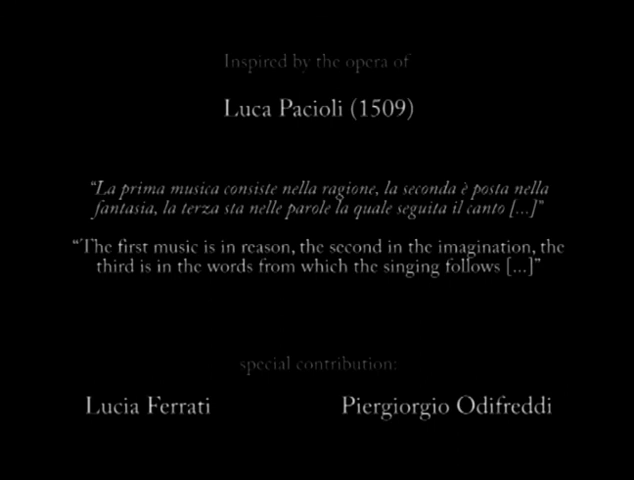 Inspired by the opera of
Luca Pacioli (1509)
“La prima musica consiste nella ragione, la seconda è posta nella
fantasia, la terza sta nelle parole la quale seguita il canto [...]”
“The first music is in reason, the second in the imagination, the
third is in the words from which the singing follows [...]”
special contribution:
Lucia Ferrati Piergiorgio Odifreddi